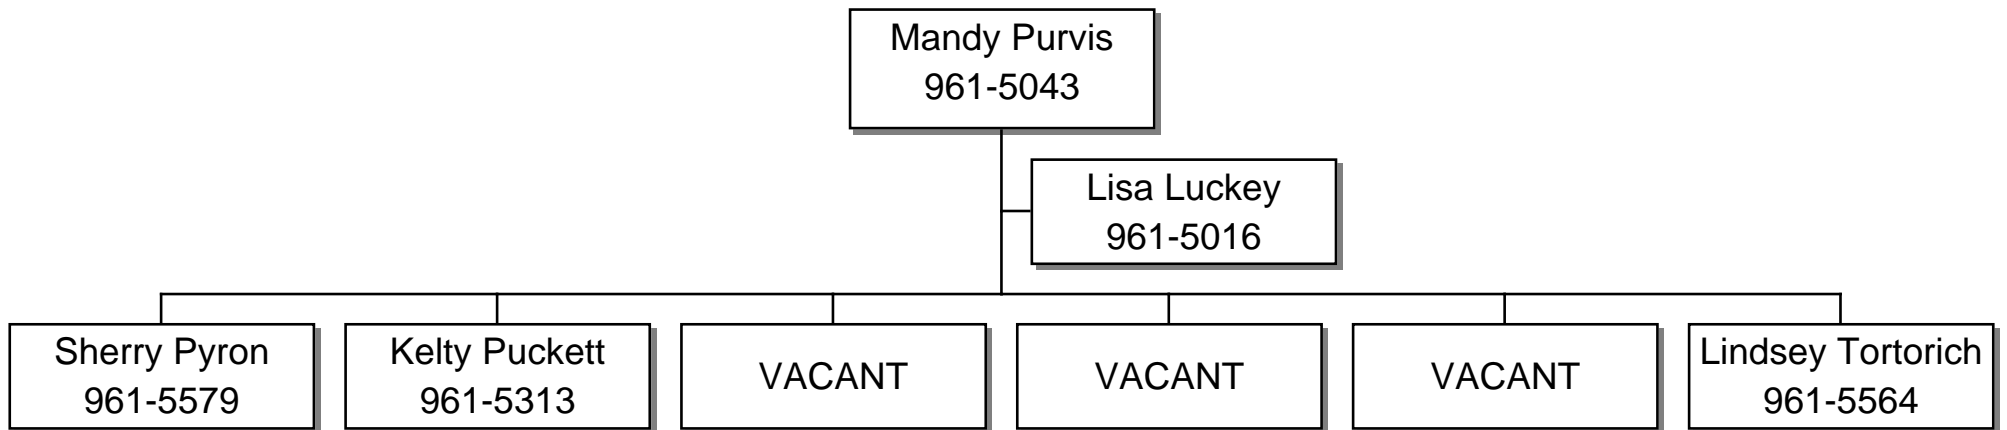 Mandy Purvis
961-5043
Lisa Luckey
961-5016
Sherry Pyron
961-5579
Kelty Puckett
961-5313
VACANT
VACANT
VACANT
Lindsey Tortorich
961-5564